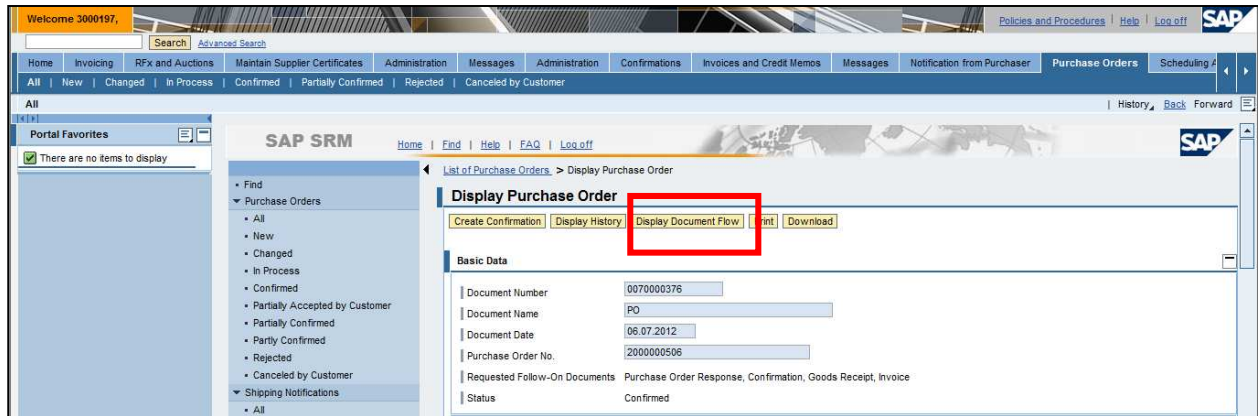 Welcome 3000197,
Policies and Procedures | Help | Log off
SAP
Search Advanced Search
Home Invoicing RFx and Auctions Maintain Supplier Certificates Administration Messages Administration Confirmations Invoices and Credit Memos Messages Notification from Purchaser Purchase Orders Scheduling A
All | New | Changed | In Process | Confirmed | Partially Confirmed | Rejected | Canceled by Customer
All
| History Back Forward
Portal Favorites
There are no items to display
SAP SRM
Home | Find | Help | FAQ | Log off
SAP
List of Purchase Orders > Display Purchase Order
Find
Purchase Orders
All
New
Changed
In Process
Confirmed
Partially Accepted by Customer
Partially Confirmed
Partly Confirmed
Rejected
Canceled by Customer
Shipping Notifications
All
Display Purchase Order
Create Confirmation Display History Display Document Flow Print Download
Basic Data
Document Number 0070000376
Document Name PO
Document Date 06.07.2012
Purchase Order No. 2000000506
Requested Follow-On Documents Purchase Order Response, Confirmation, Goods Receipt, Invoice
Status Confirmed